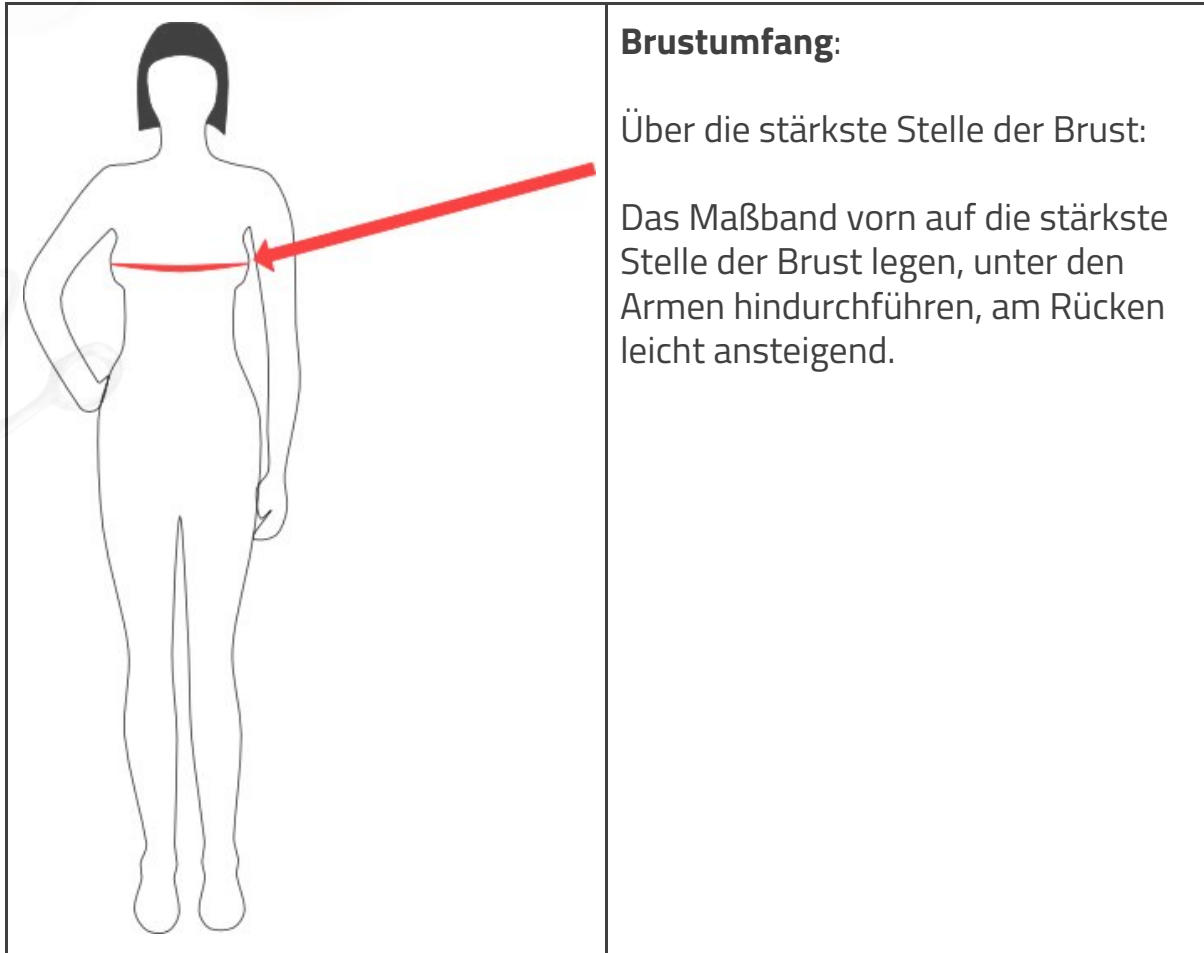 Brustumfang:
Über die stärkste Stelle der Brust:
Das Maßband vorn auf die stärkste
Stelle der Brust legen, unter den
Armen hindurchführen, am Rücken
leicht ansteigend.